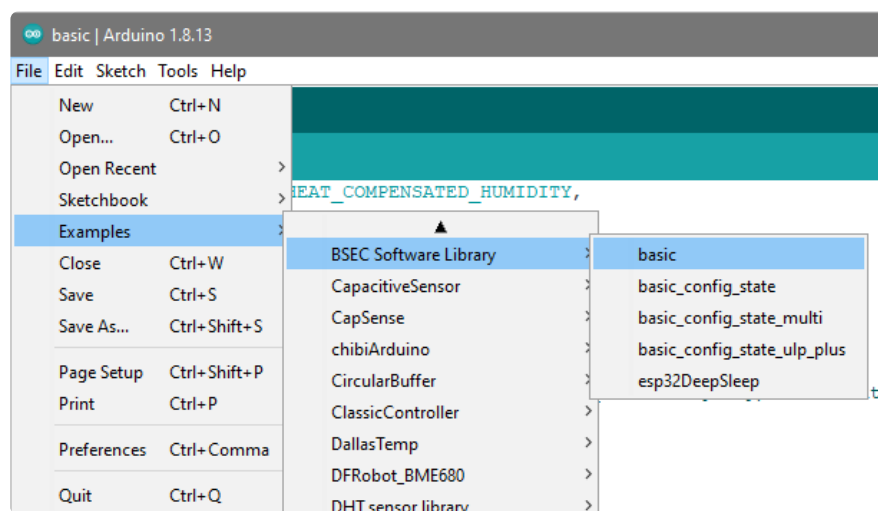 basic | Arduino 1.8.13
File Edit Sketch Tools Help
New Ctrl+N
Open... Ctrl+O
Open Recent
Sketchbook
Examples
Close Ctrl+W
Save Ctrl+S
Save As... Ctrl+Shift+S
Page Setup Ctrl+Shift+P
Print Ctrl+P
Preferences Ctrl+Comma
Quit Ctrl+Q
HEAT_COMPENSATED_HUMIDITY,
BSEC Software Library
CapacitiveSensor
CapSense
chibiArduino
CircularBuffer
ClassicController
DallasTemp
DFRobot_BME680
DHT sensor library
basic
basic_config_state
basic_config_state_multi
basic_config_state_ulp_plus
esp32DeepSleep